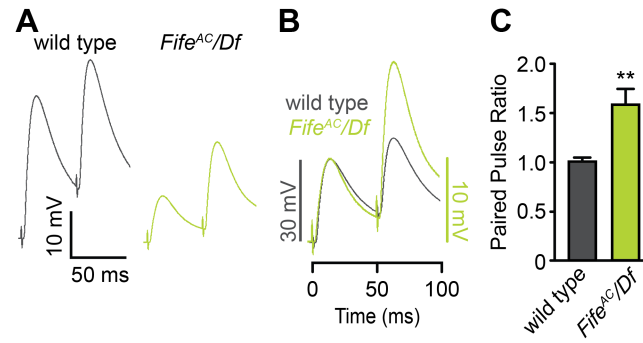 A
wild type
Fife^AC/Df
10 mV
50 ms
B
wild type
Fife^AC/Df
30 mV
10 mV
0
50
100
Time (ms)
C
Paired Pulse Ratio
2.0
1.5
1.0
0.5
0
**
wild type
Fife^AC/Df